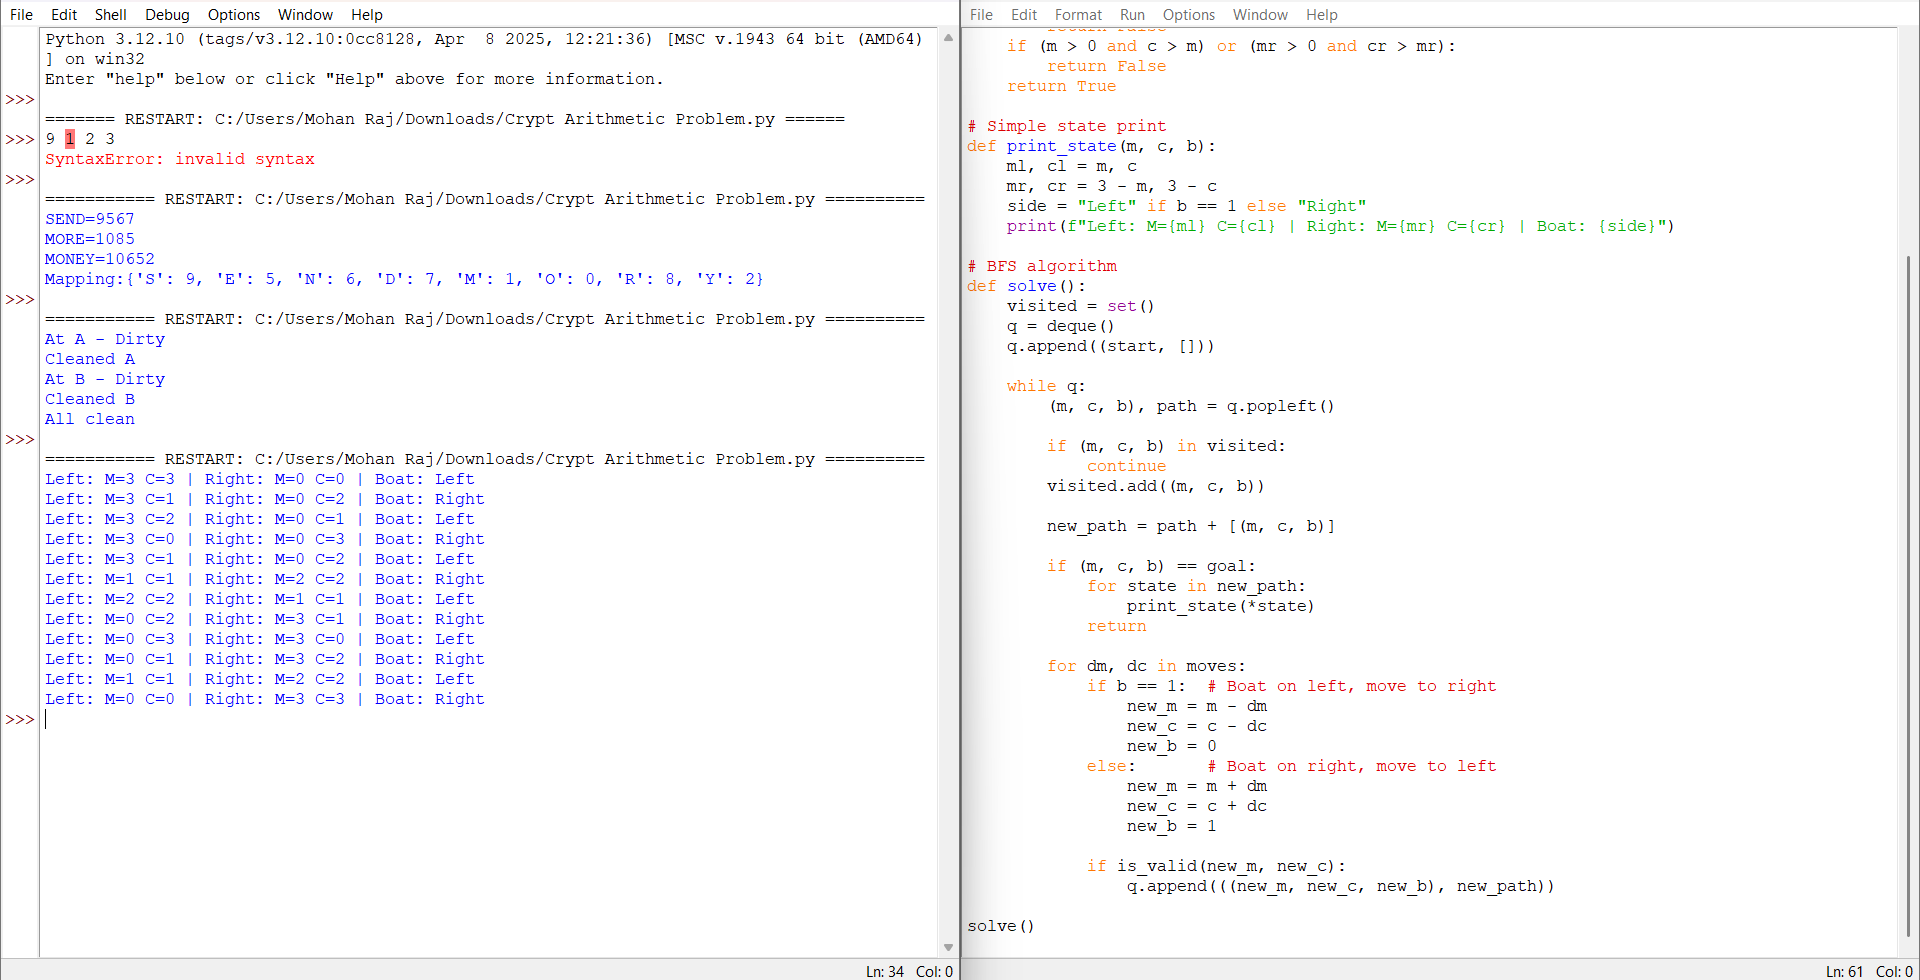 File Edit Shell Debug Options Window Help
Python 3.12.10 (tags/v3.12.10:0cc8128, Apr  8 2025, 12:21:36) [MSC v.1943 64 bit (AMD64)
] on win32
Enter "help" below or click "Help" above for more information.
>>>
======= RESTART: C:/Users/Mohan Raj/Downloads/Crypt Arithmetic Problem.py ======
>>> 9 1 2 3
SyntaxError: invalid syntax
>>>
=========== RESTART: C:/Users/Mohan Raj/Downloads/Crypt Arithmetic Problem.py ==========
SEND=9567
MORE=1085
MONEY=10652
Mapping:{'S': 9, 'E': 5, 'N': 6, 'D': 7, 'M': 1, 'O': 0, 'R': 8, 'Y': 2}
>>>
=========== RESTART: C:/Users/Mohan Raj/Downloads/Crypt Arithmetic Problem.py ==========
At A - Dirty
Cleaned A
At B - Dirty
Cleaned B
All clean
>>>
=========== RESTART: C:/Users/Mohan Raj/Downloads/Crypt Arithmetic Problem.py ==========
Left: M=3 C=3 | Right: M=0 C=0 | Boat: Left
Left: M=3 C=1 | Right: M=0 C=2 | Boat: Right
Left: M=3 C=2 | Right: M=0 C=1 | Boat: Left
Left: M=3 C=0 | Right: M=0 C=3 | Boat: Right
Left: M=3 C=1 | Right: M=0 C=2 | Boat: Left
Left: M=1 C=1 | Right: M=2 C=2 | Boat: Right
Left: M=2 C=2 | Right: M=1 C=1 | Boat: Left
Left: M=0 C=2 | Right: M=3 C=1 | Boat: Right
Left: M=0 C=3 | Right: M=3 C=0 | Boat: Left
Left: M=0 C=1 | Right: M=3 C=2 | Boat: Right
Left: M=1 C=1 | Right: M=2 C=2 | Boat: Left
Left: M=0 C=0 | Right: M=3 C=3 | Boat: Right
>>>
Ln: 34 Col: 0
File Edit Format Run Options Window Help
        return False
    if (m > 0 and c > m) or (mr > 0 and cr > mr):
        return False
    return True
# Simple state print
def print_state(m, c, b):
    ml, cl = m, c
    mr, cr = 3 - m, 3 - c
    side = "Left" if b == 1 else "Right"
    print(f"Left: M={ml} C={cl} | Right: M={mr} C={cr} | Boat: {side}")
# BFS algorithm
def solve():
    visited = set()
    q = deque()
    q.append((start, []))
    while q:
        (m, c, b), path = q.popleft()
        if (m, c, b) in visited:
            continue
        visited.add((m, c, b))
        new_path = path + [(m, c, b)]
        if (m, c, b) == goal:
            for state in new_path:
                print_state(*state)
            return
        for dm, dc in moves:
            if b == 1:  # Boat on left, move to right
                new_m = m - dm
                new_c = c - dc
                new_b = 0
            else:       # Boat on right, move to left
                new_m = m + dm
                new_c = c + dc
                new_b = 1
            if is_valid(new_m, new_c):
                q.append(((new_m, new_c, new_b), new_path))
solve()
Ln: 61 Col: 0